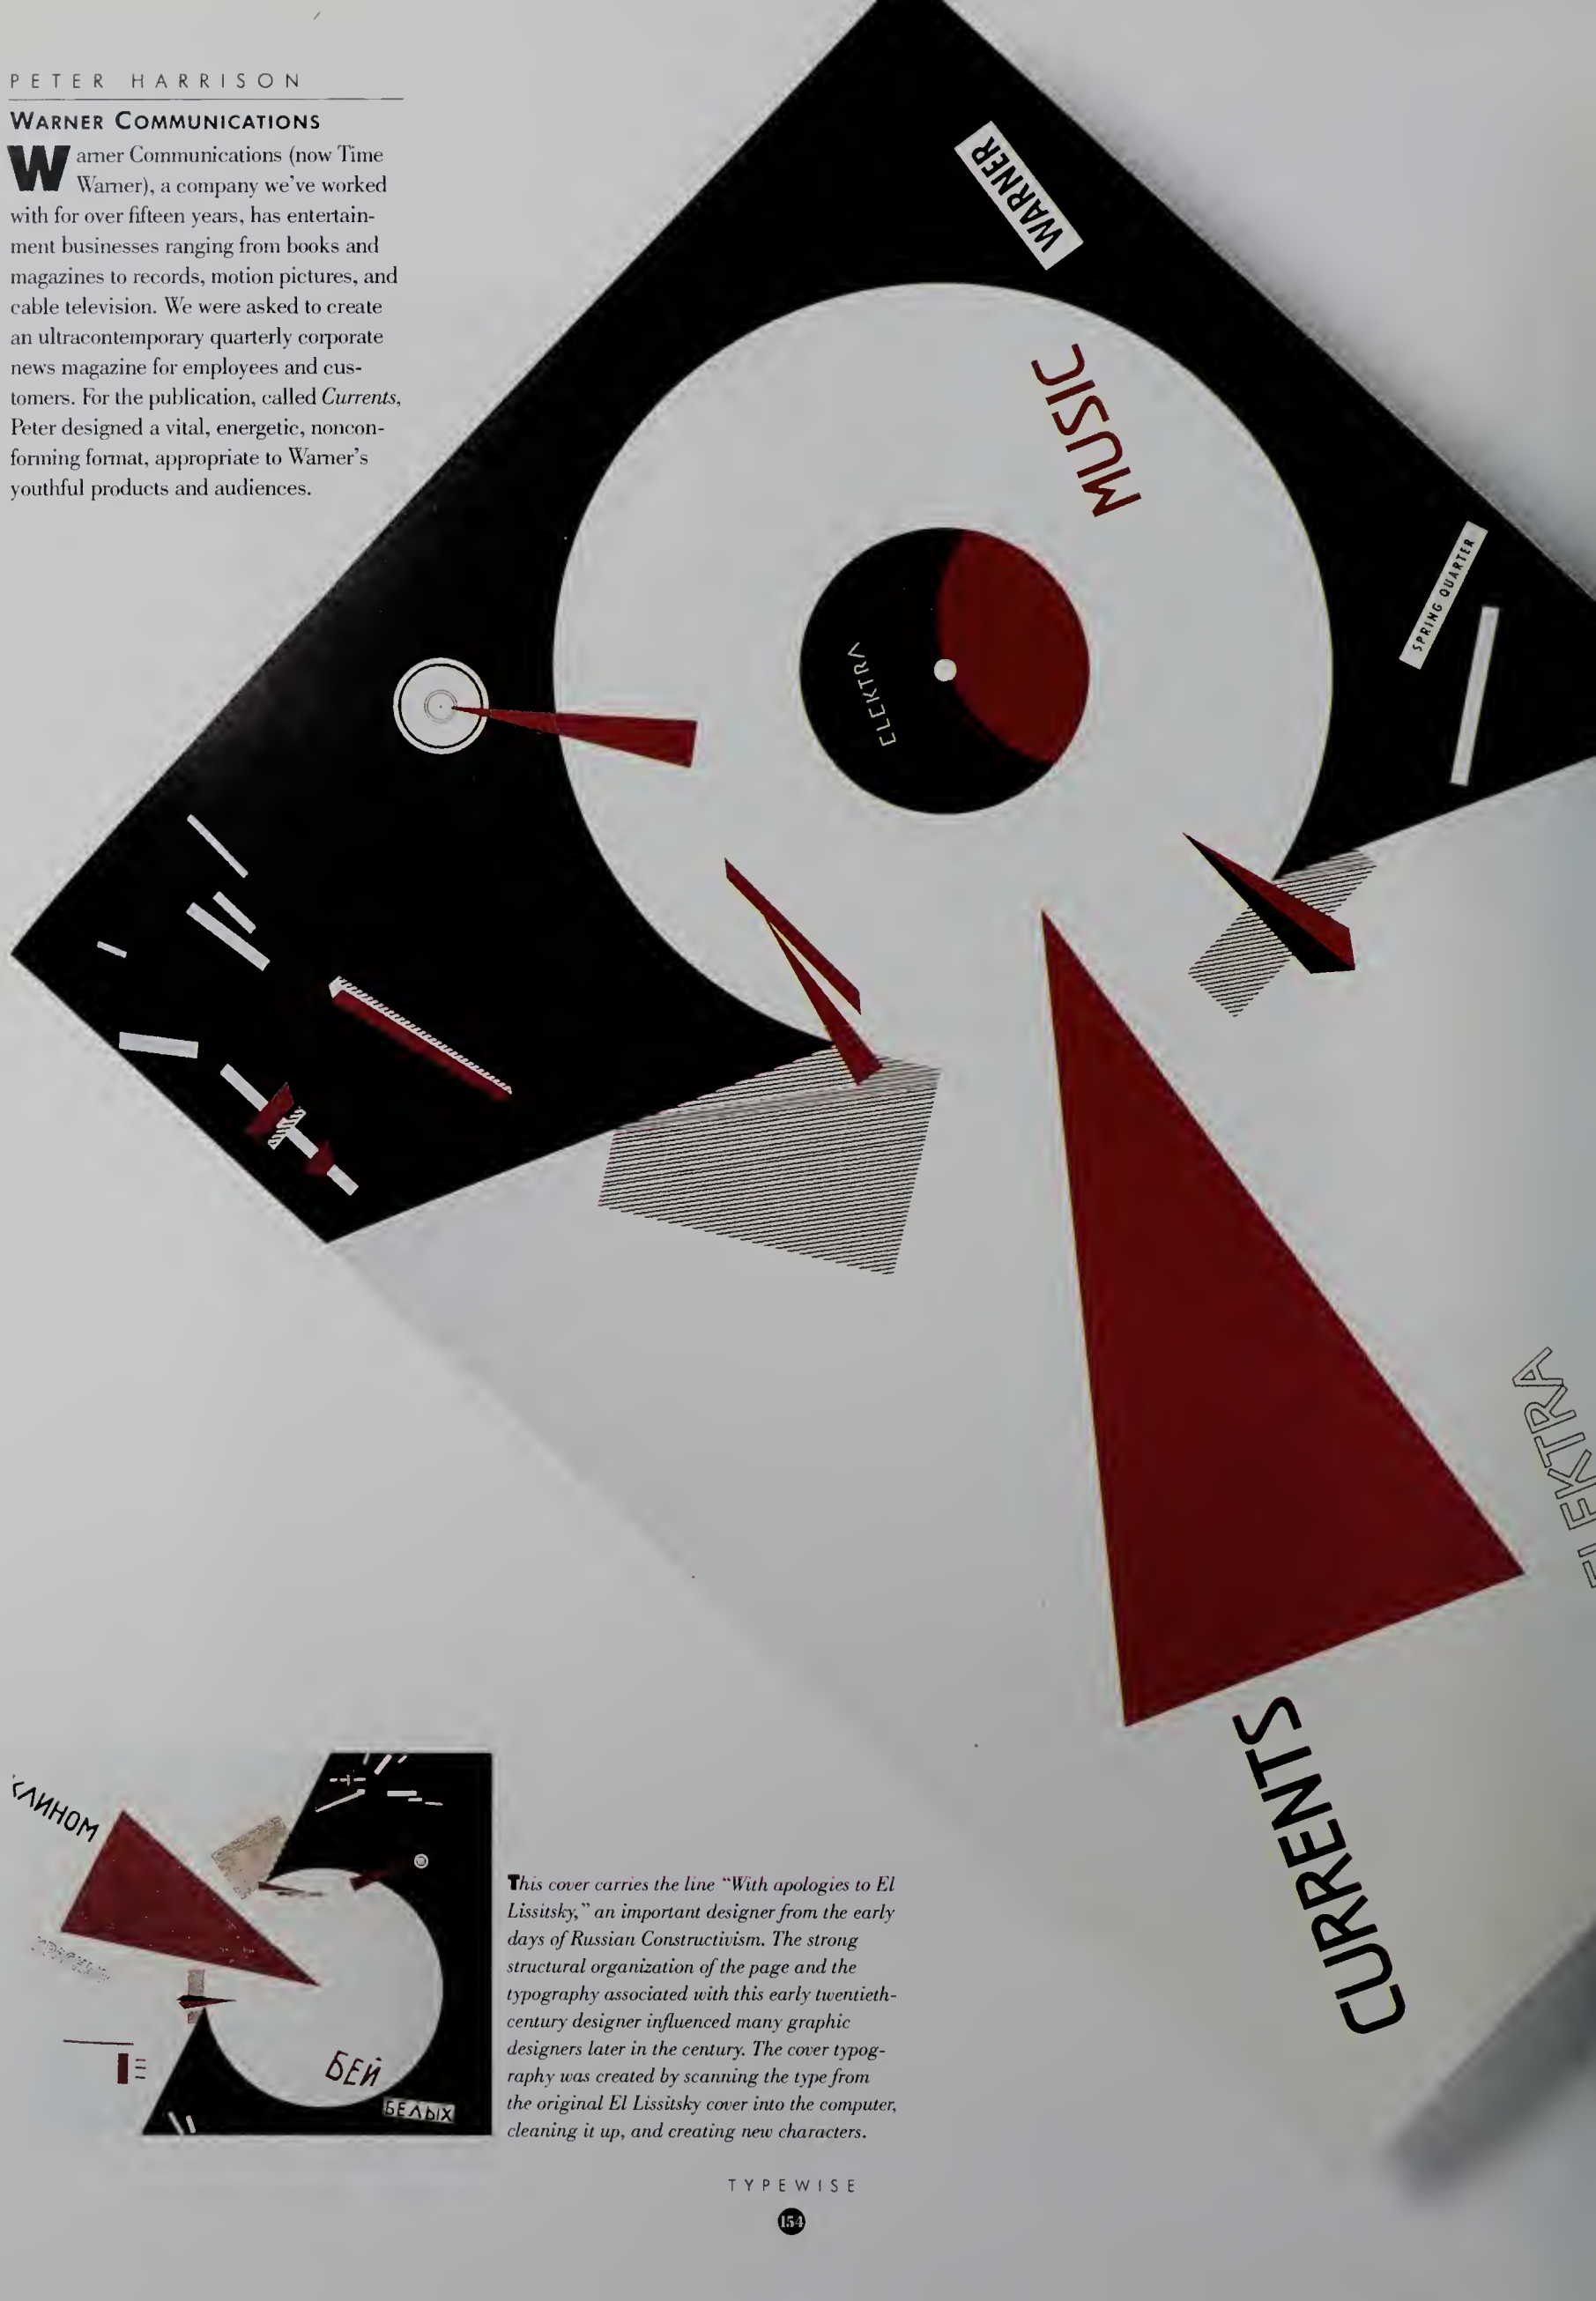 PETER HARRISON
WARNER COMMUNICATIONS
Warner Communications (now Time
Warner), a company we've worked
with for over fifteen years, has entertain-
ment businesses ranging from books and
magazines to records, motion pictures, and
cable television. We were asked to create
an ultracontemporary quarterly corporate
news magazine for employees and cus-
tomers. For the publication, called Currents,
Peter designed a vital, energetic, noncon-
forming format, appropriate to Warner's
youthful products and audiences.
WARNER
MUSIC
SPRING QUARTER
ELEKTRA
ELEKTRA
CURRENTS
КЛИНОМ
БЕЙ
БЕЛЫХ
This cover carries the line "With apologies to El
Lissitsky," an important designer from the early
days of Russian Constructivism. The strong
structural organization of the page and the
typography associated with this early twentieth-
century designer influenced many graphic
designers later in the century. The cover typog-
raphy was created by scanning the type from
the original El Lissitsky cover into the computer,
cleaning it up, and creating new characters.
TYPEWISE
154